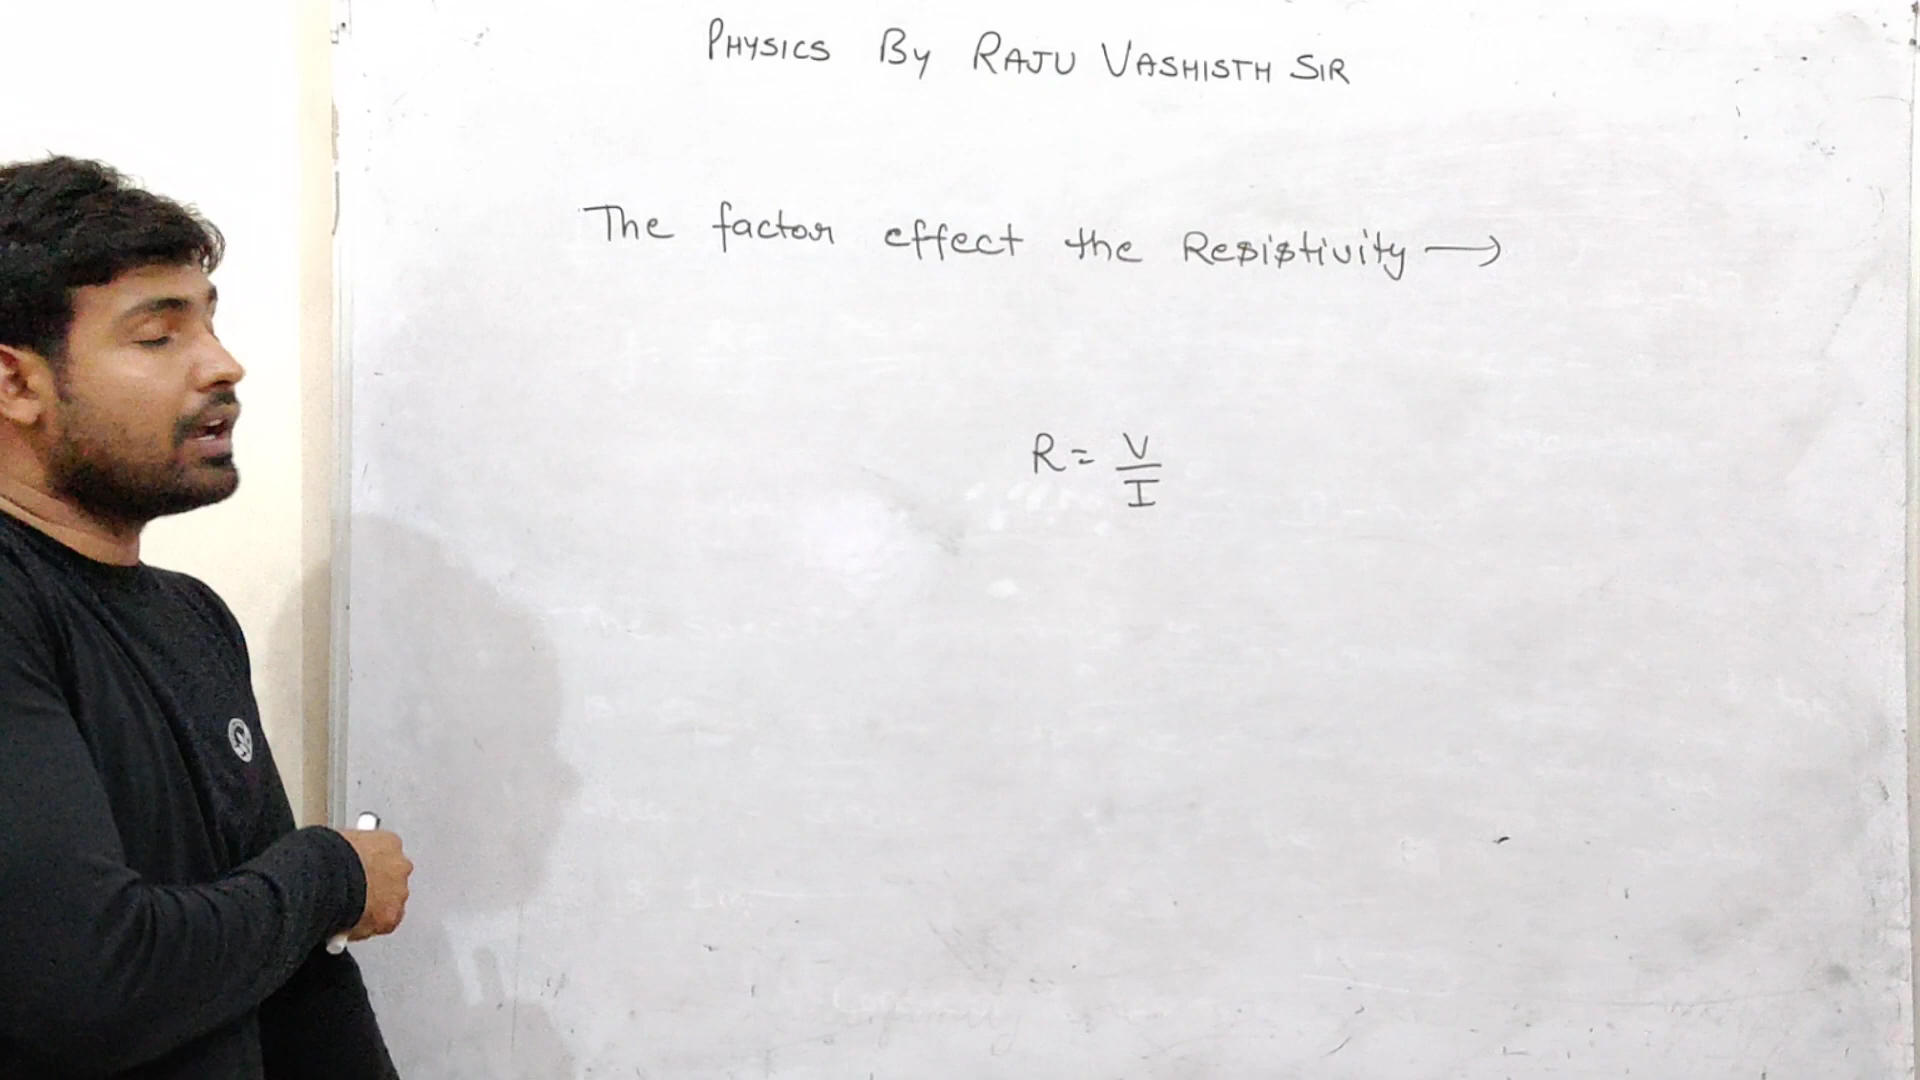 PHYSICS By RAJU VASHISTH SIR
The factor effect the Resistivity →
R = V/I